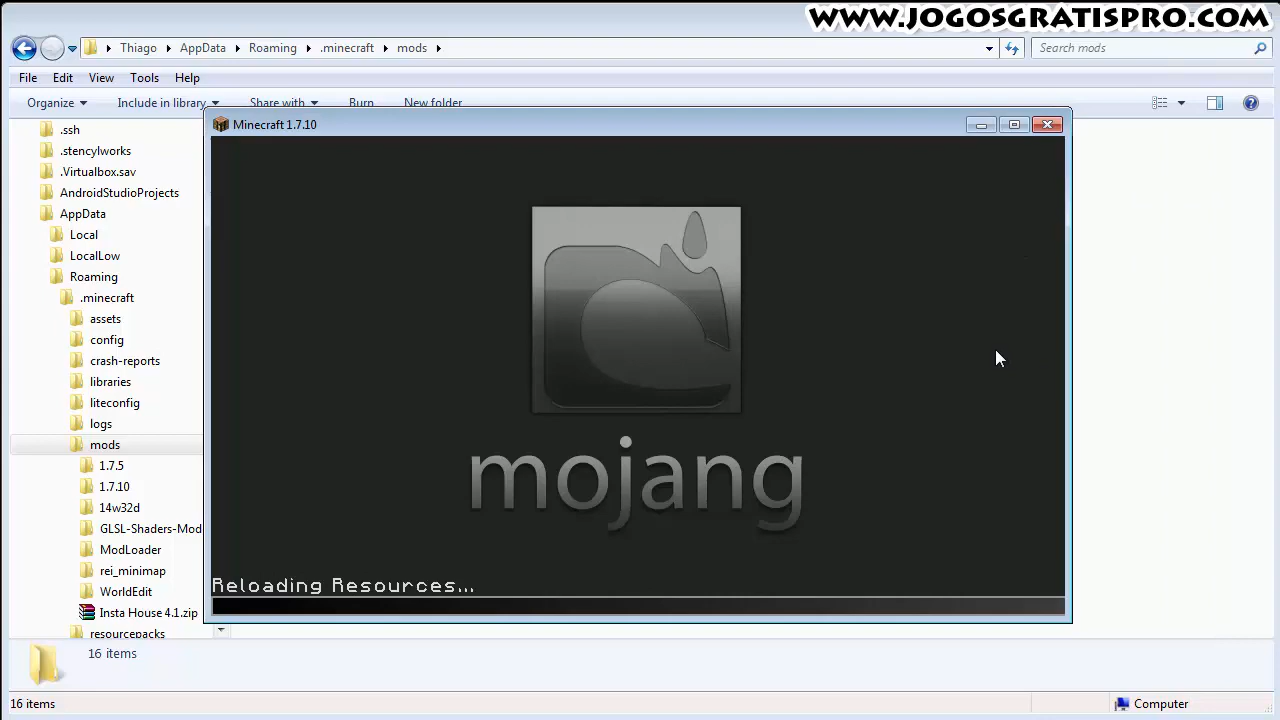 www.JOGOSGRATISPRO.com
Thiago AppData Roaming .minecraft mods
Search mods
File Edit View Tools Help
Organize Include in library Share with Burn New folder
Minecraft 1.7.10
.ssh
.stencylworks
.Virtualbox.sav
AndroidStudioProjects
AppData
Local
LocalLow
Roaming
.minecraft
assets
config
crash-reports
libraries
liteconfig
logs
mods
1.7.5
1.7.10
14w32d
GLSL-Shaders-Mod
ModLoader
rei_minimap
WorldEdit
Insta House 4.1.zip
resourcepacks
mojang
Reloading Resources...
16 items
16 items
Computer